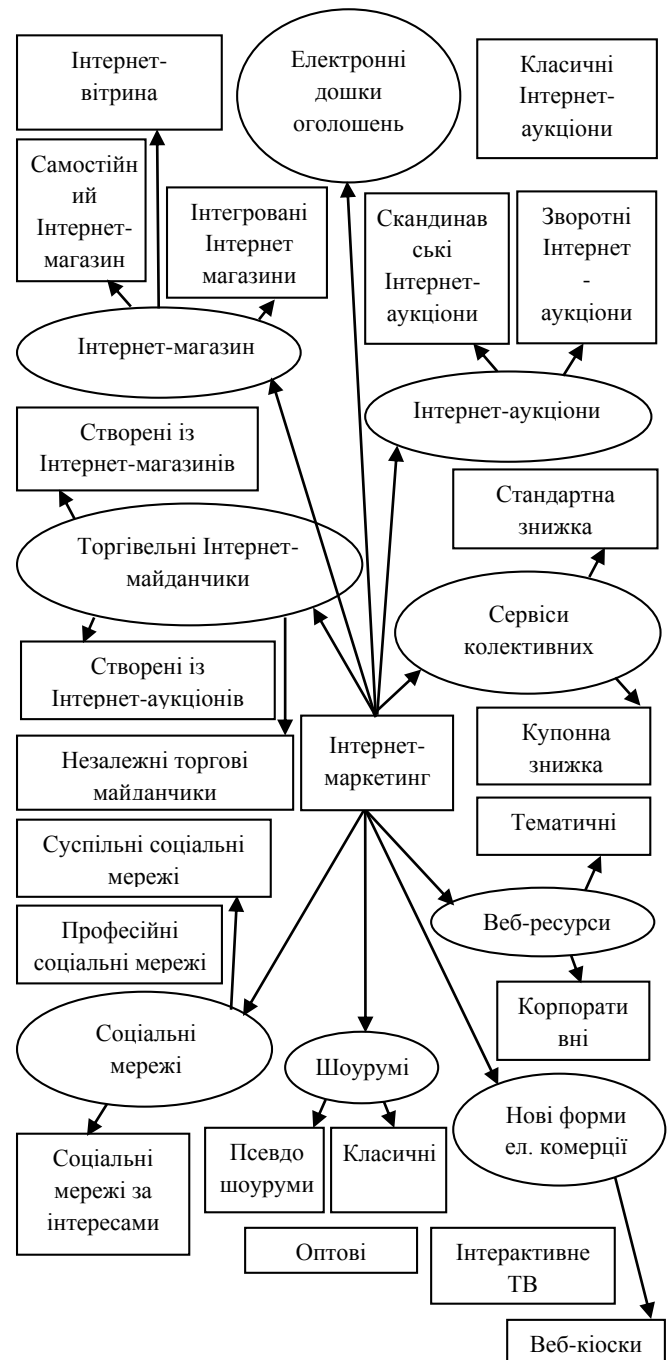 Інтернет-
вітрина
Електронні
дошки
оголошень
Класичні
Інтернет-
аукціони
Самостійн
ий
Інтернет-
магазин
Інтегровані
Інтернет
магазини
Скандинав
ські
Інтернет-
аукціони
Зворотні
Інтернет
-
аукціони
Інтернет-магазин
Інтернет-аукціони
Створені із
Інтернет-магазинів
Стандартна
знижка
Торгівельні Інтернет-
майданчики
Сервіси
колективних
Створені із
Інтернет-аукціонів
Інтернет-
маркетинг
Купонна
знижка
Незалежні торгові
майданчики
Тематичні
Суспільні соціальні
мережі
Веб-ресурси
Професійні
соціальні мережі
Корпорати
вні
Соціальні
мережі
Шоурумі
Нові форми
ел. комерції
Соціальні
мережі за
інтересами
Псевдо
шоуруми
Класичні
Оптові
Інтерактивне
ТВ
Веб-кіоски